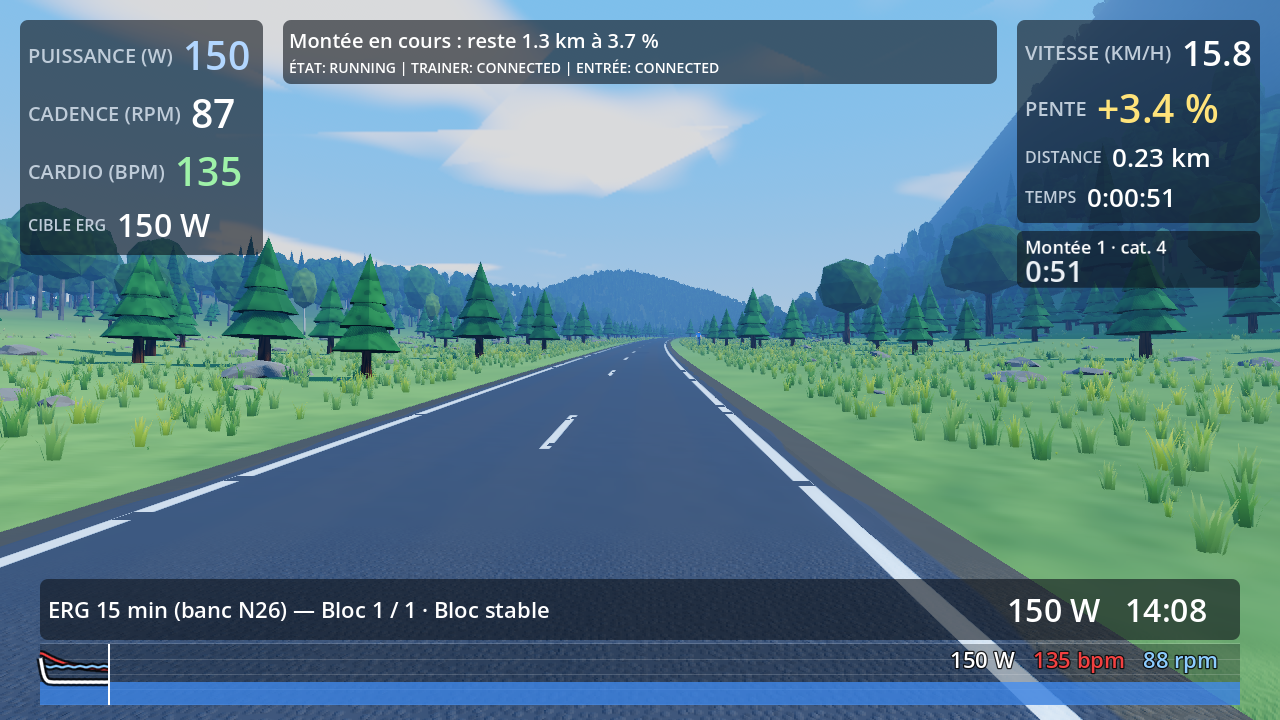 PUISSANCE (W) 150
CADENCE (RPM) 87
CARDIO (BPM) 135
CIBLE ERG 150 W
Montée en cours : reste 1.3 km à 3.7 %
ÉTAT: RUNNING | TRAINER: CONNECTED | ENTRÉE: CONNECTED
VITESSE (KM/H) 15.8
PENTE +3.4 %
DISTANCE 0.23 km
TEMPS 0:00:51
Montée 1 · cat. 4
0:51
ERG 15 min (banc N26) — Bloc 1 / 1 · Bloc stable 150 W 14:08
150 W 135 bpm 88 rpm